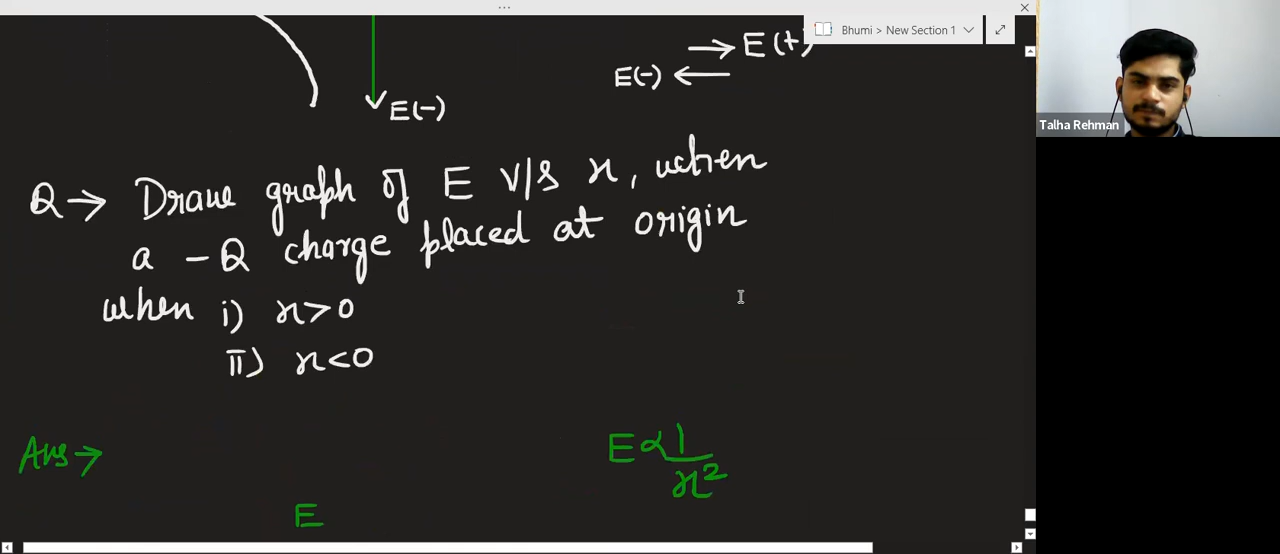 Bhumi > New Section 1
E(+)
E(-)
E(-)
Talha Rehman
Q→ Draw graph of E v/s x, when
a -Q charge placed at origin
when i) x>0
II) x<0
Ans→
E∝1/x²
E